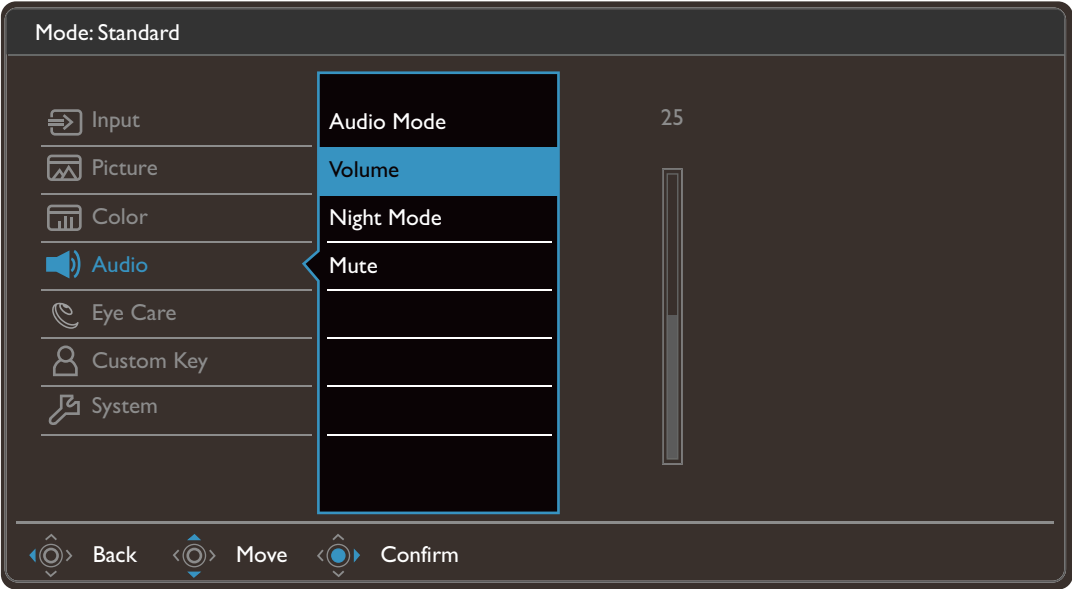 Mode: Standard
Input
Picture
Color
Audio
Eye Care
Custom Key
System
Audio Mode
Volume
Night Mode
Mute
25
Back
Move
Confirm